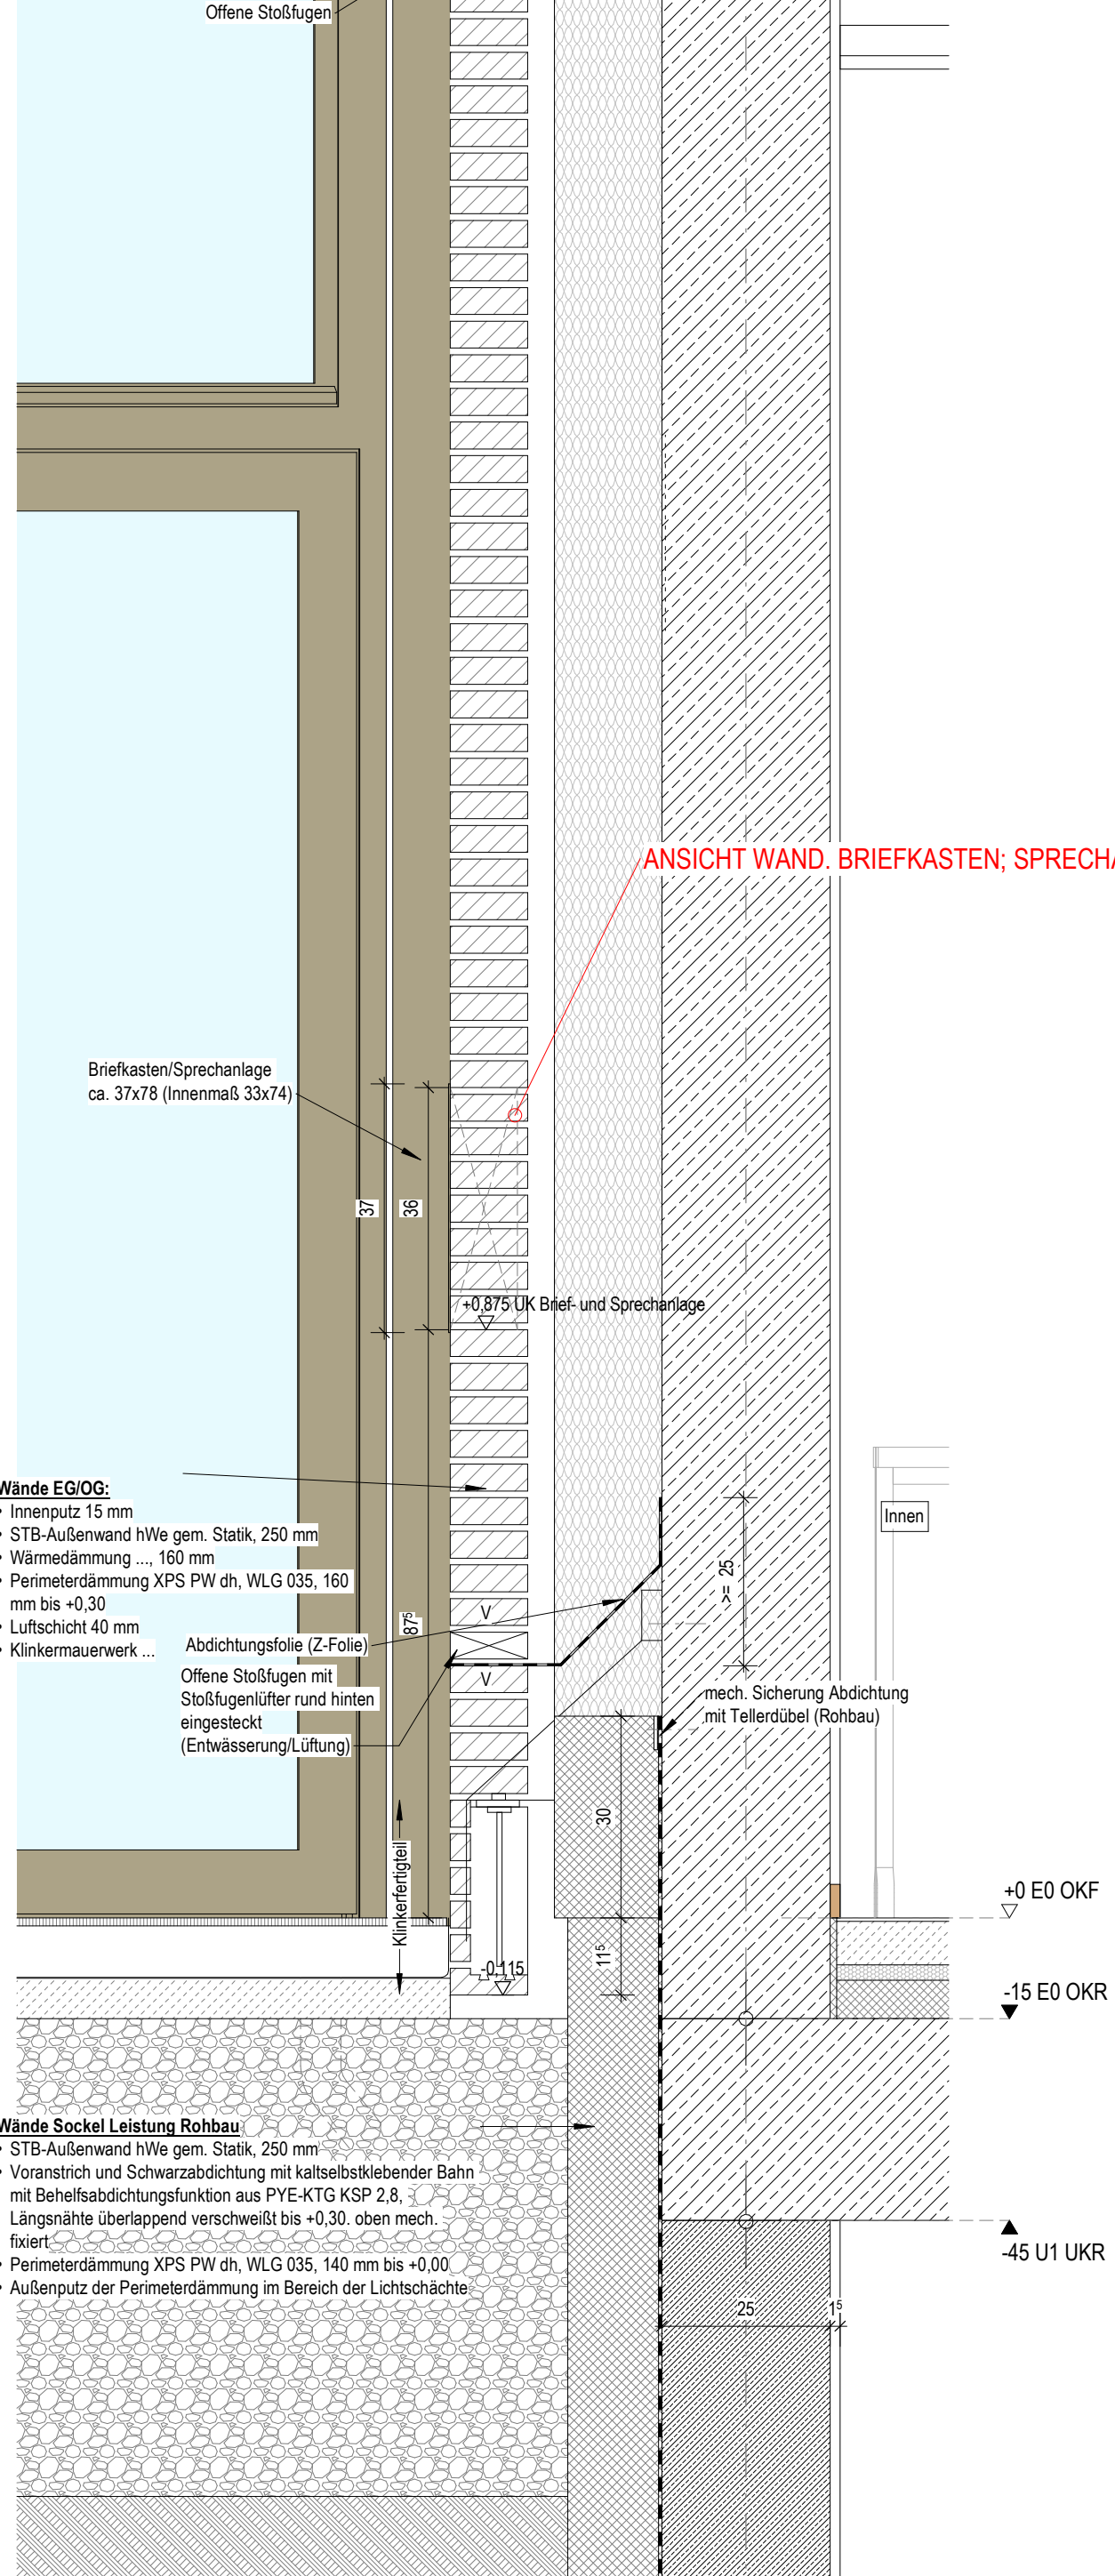 Offene Stoßfugen
ANSICHT WAND. BRIEFKASTEN; SPRECH
Briefkasten/Sprechanlage
ca. 37x78 (Innenmaß 33x74)
37
36
+0,875 UK Brief- und Sprechanlage
Wände EG/OG:
• Innenputz 15 mm
• STB-Außenwand hWe gem. Statik, 250 mm
• Wärmedämmung ..., 160 mm
• Perimeterdämmung XPS PW dh, WLG 035, 160
mm bis +0,30
• Luftschicht 40 mm
• Klinkermauerwerk ...
Innen
>= 25
87⁵
V
Abdichtungsfolie (Z-Folie)
V
Offene Stoßfugen mit
Stoßfugenlüfter rund hinten
eingesteckt
(Entwässerung/Lüftung)
mech. Sicherung Abdichtung
mit Tellerdübel (Rohbau)
30
Klinkerfertigteil
+0 E0 OKF
11⁵
-0,115
-15 E0 OKR
Wände Sockel Leistung Rohbau
• STB-Außenwand hWe gem. Statik, 250 mm
• Voranstrich und Schwarzabdichtung mit kaltselbstklebender Bahn
mit Behelfsabdichtungsfunktion aus PYE-KTG KSP 2,8,
Längsnähte überlappend verschweißt bis +0,30. oben mech.
fixiert
• Perimeterdämmung XPS PW dh, WLG 035, 140 mm bis +0,00
• Außenputz der Perimeterdämmung im Bereich der Lichtschächte
-45 U1 UKR
25
1⁵